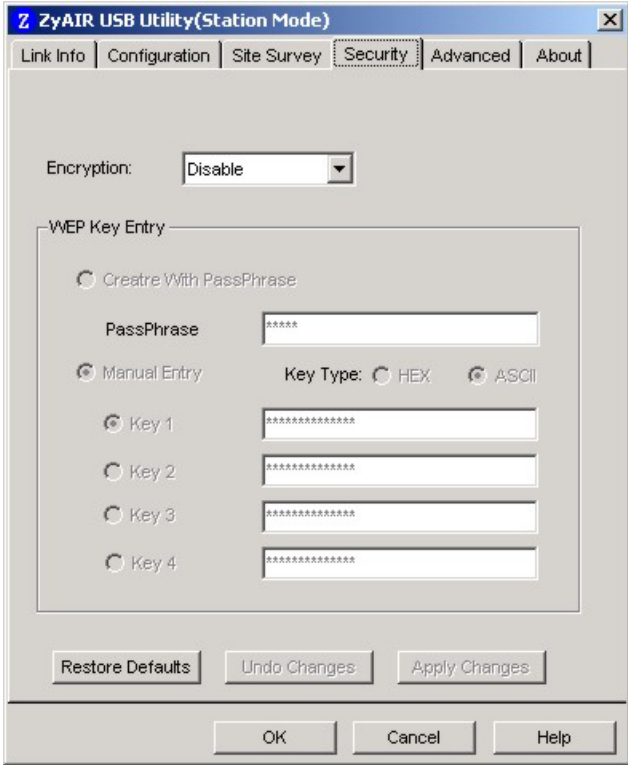 Z ZyAIR USB Utility(Station Mode)
Link Info Configuration Site Survey Security Advanced About
Encryption: Disable
WEP Key Entry
Creatre With PassPhrase
PassPhrase *****
Manual Entry Key Type: HEX ASCII
Key 1 **************
Key 2 **************
Key 3 **************
Key 4 **************
Restore Defaults Undo Changes Apply Changes
OK Cancel Help